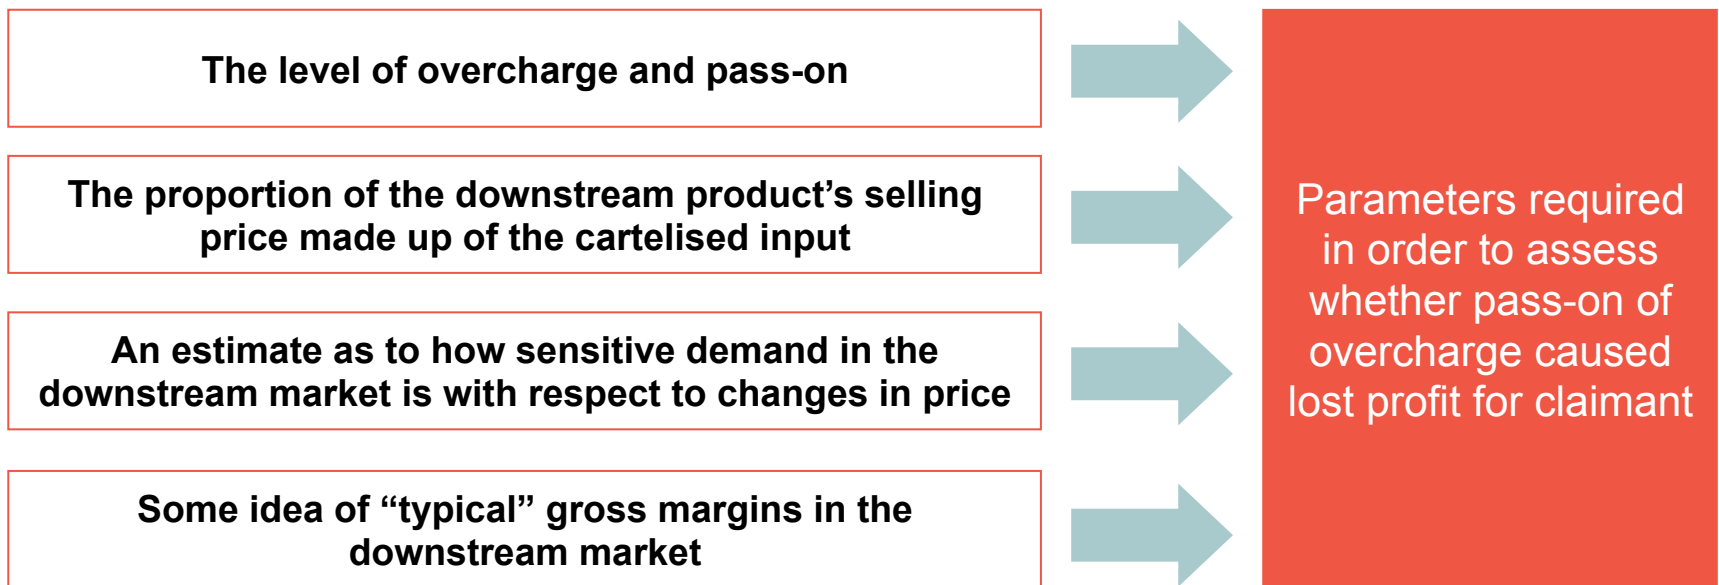 The level of overcharge and pass-on
The proportion of the downstream product’s selling
price made up of the cartelised input
An estimate as to how sensitive demand in the
downstream market is with respect to changes in price
Some idea of “typical” gross margins in the
downstream market
Parameters required
in order to assess
whether pass-on of
overcharge caused
lost profit for claimant